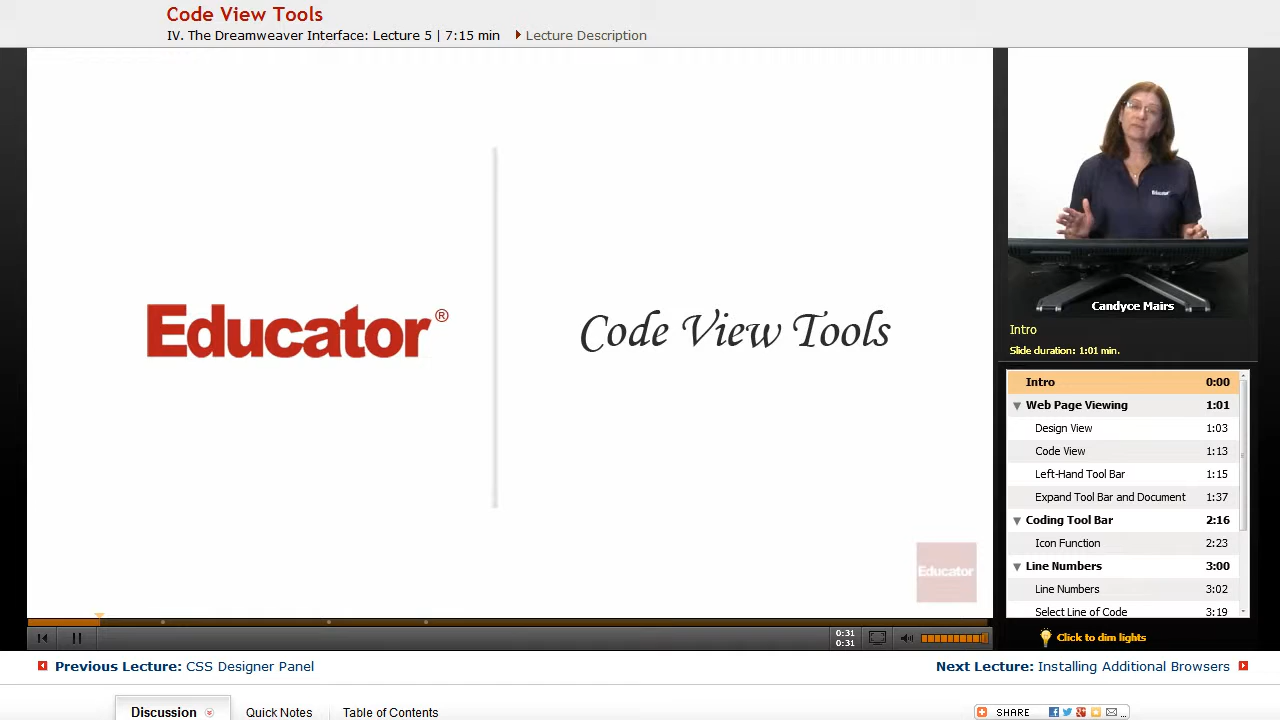 Code View Tools
IV. The Dreamweaver Interface: Lecture 5 | 7:15 min Lecture Description
Educator®
Code View Tools
Educator
Educator
Candyce Mairs
Intro
Slide duration: 1:01 min.
Intro 0:00
Web Page Viewing 1:01
Design View 1:03
Code View 1:13
Left-Hand Tool Bar 1:15
Expand Tool Bar and Document 1:37
Coding Tool Bar 2:16
Icon Function 2:23
Line Numbers 3:00
Line Numbers 3:02
Select Line of Code 3:19
0:31
0:31
Click to dim lights
Previous Lecture: CSS Designer Panel
Next Lecture: Installing Additional Browsers
Discussion Quick Notes Table of Contents
SHARE